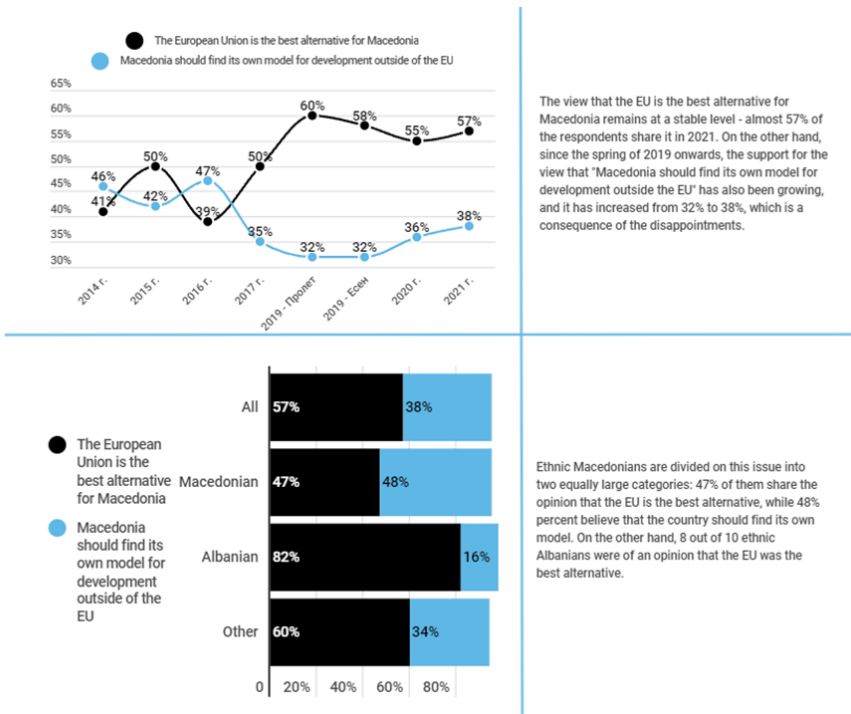 The European Union is the best alternative for Macedonia
Macedonia should find its own model for development outside of the EU
65%
60%
55%
50%
45%
40%
35%
30%
46%
41%
50%
42%
47%
39%
50%
35%
60%
32%
58%
32%
55%
36%
57%
38%
2014 г.
2015 г.
2016 г.
2017 г.
2019 - Пролет
2019 - Есен
2020 г.
2021 г.
The view that the EU is the best alternative for
Macedonia remains at a stable level - almost 57% of
the respondents share it in 2021. On the other hand,
since the spring of 2019 onwards, the support for the
view that "Macedonia should find its own model for
development outside the EU" has also been growing,
and it has increased from 32% to 38%, which is a
consequence of the disappointments.
The European
Union is the
best alternative
for Macedonia
Macedonia
should find its
own model for
development
outside of the
EU
All 57% 38%
Macedonian 47% 48%
Albanian 82% 16%
Other 60% 34%
0 20% 40% 60% 80%
Ethnic Macedonians are divided on this issue into
two equally large categories: 47% of them share the
opinion that the EU is the best alternative, while 48%
percent believe that the country should find its own
model. On the other hand, 8 out of 10 ethnic
Albanians were of an opinion that the EU was the
best alternative.